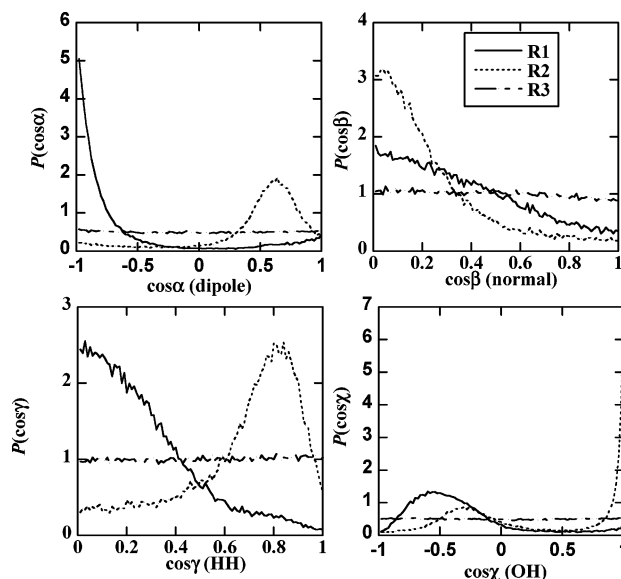 6
5
4
3
2
1
0
P(cosα)
-1 -0.5 0 0.5 1
cosα (dipole)
4
3
2
1
0
P(cosβ)
R1
R2
R3
0 0.2 0.4 0.6 0.8 1
cosβ (normal)
3
2
1
0
P(cosγ)
0 0.2 0.4 0.6 0.8 1
cosγ (HH)
7
6
5
4
3
2
1
0
P(cosχ)
-1 -0.5 0 0.5 1
cosχ (OH)